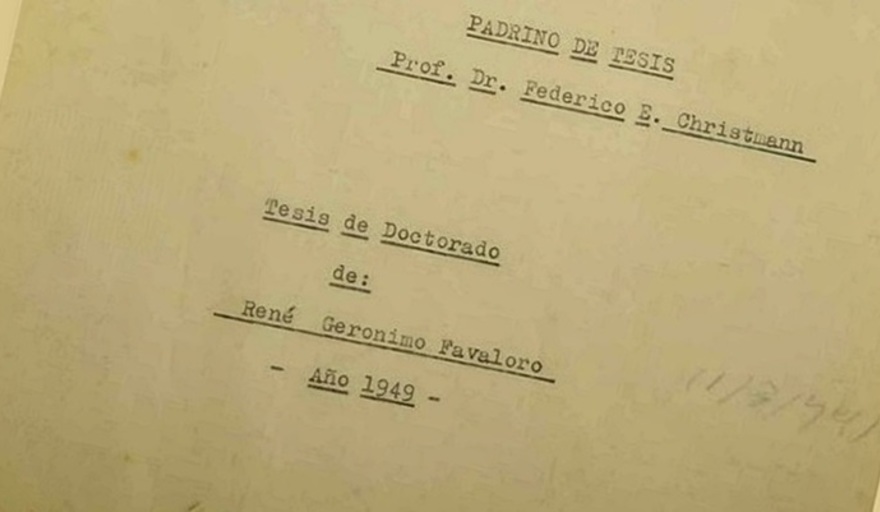 PADRINO DE TESIS
Prof. Dr. Federico E. Christmann
Tesis de Doctorado
de:
René Geronimo Favaloro
- Año 1949 -